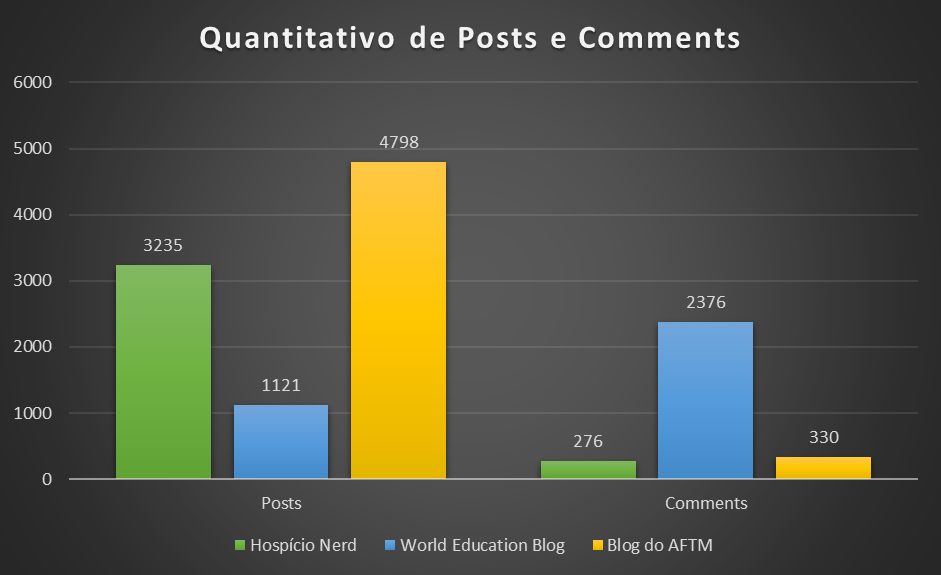 Quantitativo de Posts e Comments
6000
5000
4000
3000
2000
1000
0
3235
1121
4798
276
2376
330
Posts
Comments
Hospício Nerd
World Education Blog
Blog do AFTM